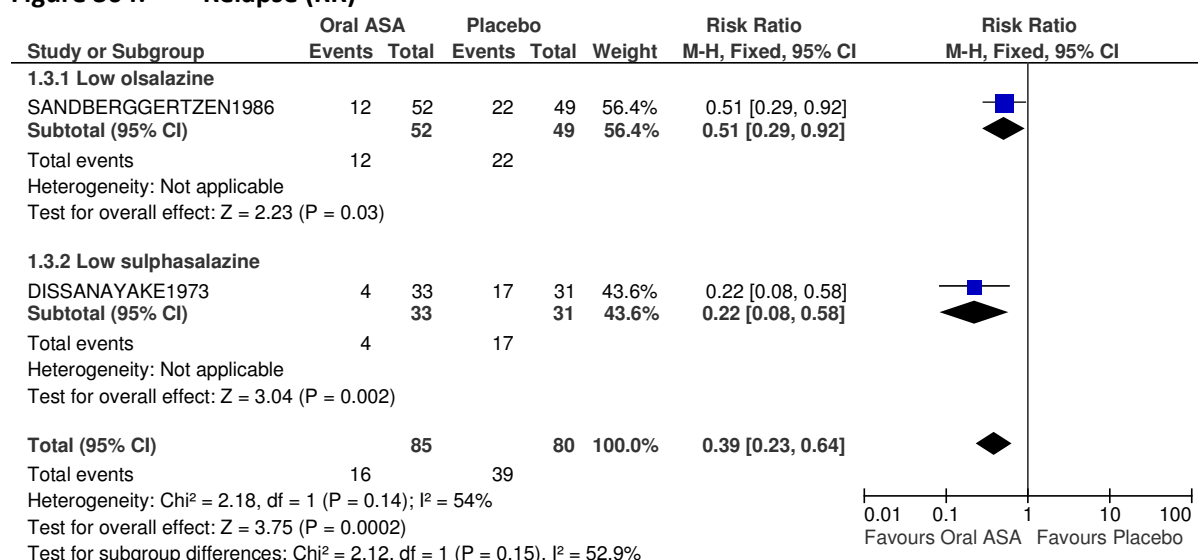 Oral ASA Placebo Risk Ratio Risk Ratio
Study or Subgroup Events Total Events Total Weight M-H, Fixed, 95% CI M-H, Fixed, 95% CI
1.3.1 Low olsalazine
SANDBERGGERTZEN1986 12 52 22 49 56.4% 0.51 [0.29, 0.92]
Subtotal (95% CI) 52 49 56.4% 0.51 [0.29, 0.92]
Total events 12 22
Heterogeneity: Not applicable
Test for overall effect: Z = 2.23 (P = 0.03)
1.3.2 Low sulphasalazine
DISSANAYAKE1973 4 33 17 31 43.6% 0.22 [0.08, 0.58]
Subtotal (95% CI) 33 31 43.6% 0.22 [0.08, 0.58]
Total events 4 17
Heterogeneity: Not applicable
Test for overall effect: Z = 3.04 (P = 0.002)
Total (95% CI) 85 80 100.0% 0.39 [0.23, 0.64]
Total events 16 39
Heterogeneity: Chi² = 2.18, df = 1 (P = 0.14); I² = 54%
Test for overall effect: Z = 3.75 (P = 0.0002)
Test for subgroup differences: Chi² = 2.12, df = 1 (P = 0.15), I² = 52.9%
0.01 0.1 1 10 100
Favours Oral ASA Favours Placebo